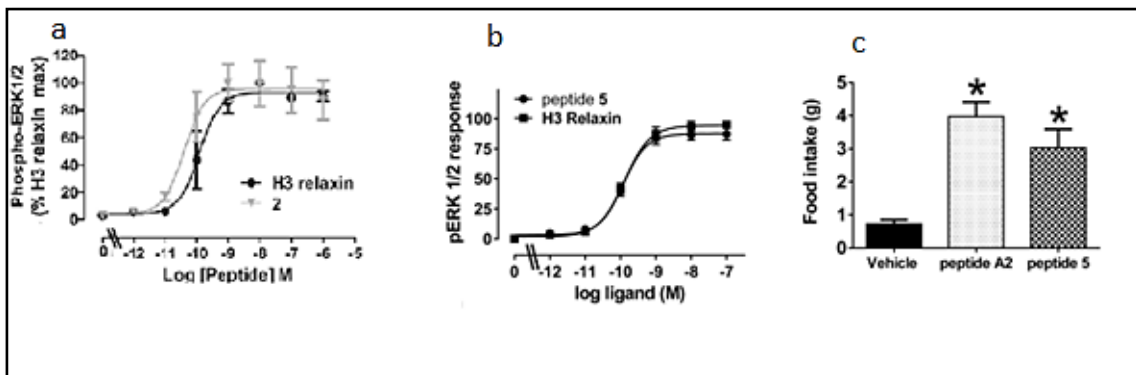 a
Phospho-ERK1/2
(% H3 relaxin max)
120
100
80
60
40
20
0
H3 relaxin
2
0 -12 -11 -10 -9 -8 -7 -6 -5
Log [Peptide] M
b
pERK 1/2 response
100
75
50
25
0
peptide 5
H3 Relaxin
0 -12 -11 -10 -9 -8 -7
log ligand (M)
c
Food intake (g)
5
4
3
2
1
0
* *
Vehicle peptide A2 peptide 5